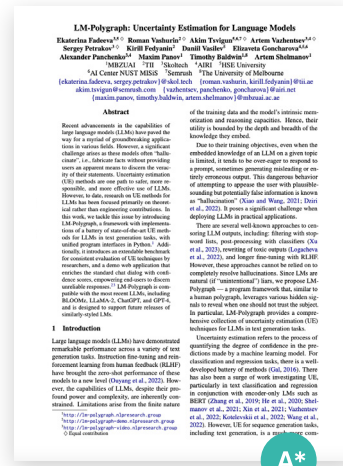 LM-Polygraph: Uncertainty Estimation for Language Models
Ekaterina Fadeeva Roman Vashurin Akim Tsvigun Artem Vazhentsev
Sergey Petrakov Kirill Fedyanin Daniil Vasilev Elizaveta Goncharova
Alexander Panchenko Maxim Panov Timothy Baldwin Artem Shelmanov
MBZUAI TII Skoltech AIRI HSE University
AI Center NUST MISiS Semrush The University of Melbourne
{ekaterina.fadeeva, sergey.petrakov}@skol.tech {roman.vashurin, kirill.fedyanin}@tii.ae
akim.tsvigun@semrush.com {vazhentsev, panchenko, goncharova}@airi.net
{maxim.panov, timothy.baldwin, artem.shelmanov}@mbzuai.ac.ae
Abstract
Recent advancements in the capabilities of
large language models (LLMs) have paved the
way for a myriad of groundbreaking applica-
tions in various fields. However, a significant
challenge arises as these models often "hallu-
cinate", i.e., fabricate facts without providing
users an apparent means to discern the verac-
ity of their statements. Uncertainty estimation
(UE) methods are one path to safer, more re-
sponsible, and more effective use of LLMs.
However, to date, research on UE methods for
LLMs has been focused primarily on theoreti-
cal rather than engineering contributions. In
this work, we tackle this issue by introducing
LM-Polygraph, a framework with implementa-
tions of a battery of state-of-the-art UE meth-
ods for LLMs in text generation tasks, with
unified program interfaces in Python. Addi-
tionally, it introduces an extendable benchmark
for consistent evaluation of UE techniques by
researchers, and a demo web application that
enriches the standard chat dialog with confi-
dence scores, empowering end-users to discern
unreliable responses. LM-Polygraph is com-
patible with the most recent LLMs, including
BLOOMz, LLaMA-2, ChatGPT, and GPT-4,
and is designed to support future releases of
similarly-styled LMs.
1 Introduction
Large language models (LLMs) have demonstrated
remarkable performance across a variety of text
generation tasks. Instruction fine-tuning and rein-
forcement learning from human feedback (RLHF)
have brought the zero-shot performance of these
models to a new level (Ouyang et al., 2022). How-
ever, the capabilities of LLMs, despite their pro-
found power and complexity, are inherently con-
strained. Limitations arise from the finite nature
http://lm-polygraph.nlpresearch.group
http://lm-polygraph-demo.nlpresearch.group
http://lm-polygraph-video.nlpresearch.group
◊ Equal contribution
of the training data and the model's intrinsic mem-
orization and reasoning capacities. Hence, their
utility is bounded by the depth and breadth of the
knowledge they embed.
Due to their training objectives, even when the
embedded knowledge of an LLM on a given topic
is limited, it tends to be over-eager to respond to
a prompt, sometimes generating misleading or en-
tirely erroneous output. This dangerous behavior
of attempting to appease the user with plausible-
sounding but potentially false information is known
as "hallucination" (Xiao and Wang, 2021; Dziri
et al., 2022). It poses a significant challenge when
deploying LLMs in practical applications.
There are several well-known approaches to cen-
soring LLM outputs, including: filtering with stop-
word lists, post-processing with classifiers (Xu
et al., 2023), rewriting of toxic outputs (Logacheva
et al., 2022), and longer fine-tuning with RLHF.
However, these approaches cannot be relied on to
completely resolve hallucinations. Since LMs are
natural (if "unintentional") liars, we propose LM-
Polygraph — a program framework that, similar to
a human polygraph, leverages various hidden sig-
nals to reveal when one should not trust the subject.
In particular, LM-Polygraph provides a compre-
hensive collection of uncertainty estimation (UE)
techniques for LLMs in text generation tasks.
Uncertainty estimation refers to the process of
quantifying the degree of confidence in the pre-
dictions made by a machine learning model. For
classification and regression tasks, there is a well-
developed battery of methods (Gal, 2016). There
has also been a surge of work investigating UE,
particularly in text classification and regression
in conjunction with encoder-only LMs such as
BERT (Zhang et al., 2019; He et al., 2020; Shel-
manov et al., 2021; Xin et al., 2021; Vazhentsev
et al., 2022; Kotelevskii et al., 2022; Wang et al.,
2022). However, UE for sequence generation tasks,
including text generation, is a much more com-
A*